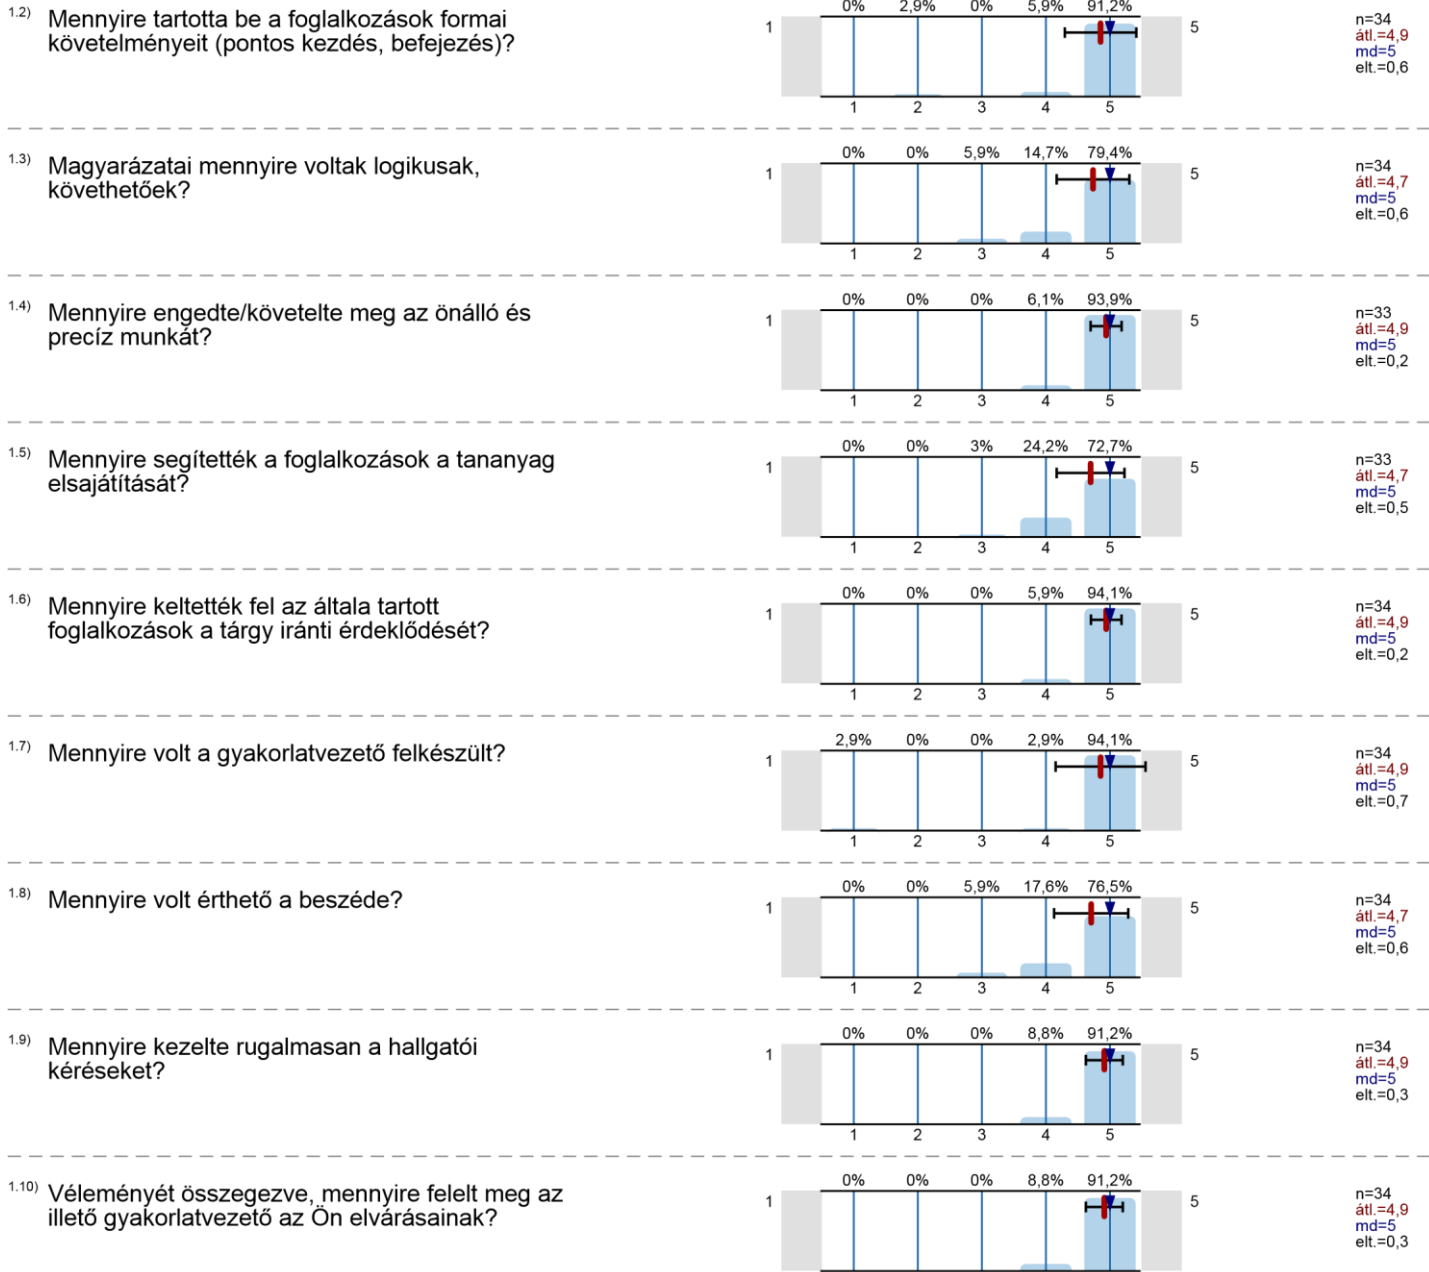 1.2) Mennyire tartotta be a foglalkozások formai
követelményeit (pontos kezdés, befejezés)?
0% 2,9% 0% 5,9% 91,2%
1 5
1 2 3 4 5
n=34
átl.=4,9
md=5
elt.=0,6
1.3) Magyarázatai mennyire voltak logikusak,
követhetőek?
0% 0% 5,9% 14,7% 79,4%
1 5
1 2 3 4 5
n=34
átl.=4,7
md=5
elt.=0,6
1.4) Mennyire engedte/követelte meg az önálló és
precíz munkát?
0% 0% 0% 6,1% 93,9%
1 5
1 2 3 4 5
n=33
átl.=4,9
md=5
elt.=0,2
1.5) Mennyire segítették a foglalkozások a tananyag
elsajátítását?
0% 0% 3% 24,2% 72,7%
1 5
1 2 3 4 5
n=33
átl.=4,7
md=5
elt.=0,5
1.6) Mennyire keltették fel az általa tartott
foglalkozások a tárgy iránti érdeklődését?
0% 0% 0% 5,9% 94,1%
1 5
1 2 3 4 5
n=34
átl.=4,9
md=5
elt.=0,2
1.7) Mennyire volt a gyakorlatvezető felkészült?
2,9% 0% 0% 2,9% 94,1%
1 5
1 2 3 4 5
n=34
átl.=4,9
md=5
elt.=0,7
1.8) Mennyire volt érthető a beszéde?
0% 0% 5,9% 17,6% 76,5%
1 5
1 2 3 4 5
n=34
átl.=4,7
md=5
elt.=0,6
1.9) Mennyire kezelte rugalmasan a hallgatói
kéréseket?
0% 0% 0% 8,8% 91,2%
1 5
1 2 3 4 5
n=34
átl.=4,9
md=5
elt.=0,3
1.10) Véleményét összegezve, mennyire felelt meg az
illető gyakorlatvezető az Ön elvárásainak?
0% 0% 0% 8,8% 91,2%
1 5
n=34
átl.=4,9
md=5
elt.=0,3